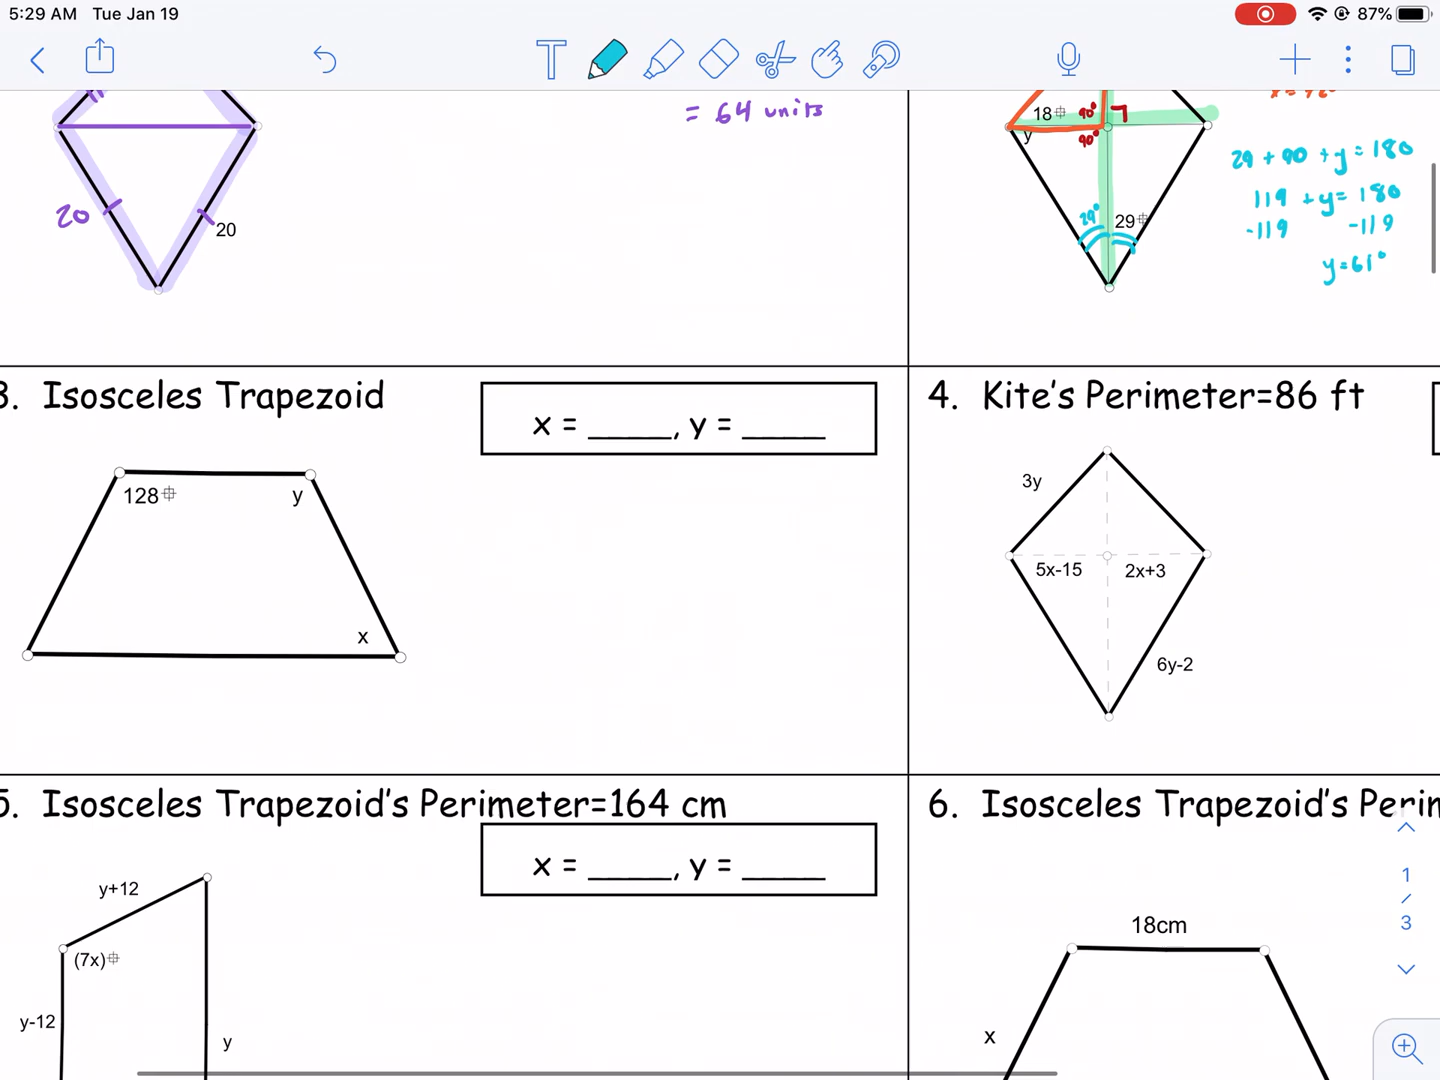 5:29 AM Tue Jan 19
87%
= 64 units
20
20
18
90°
90°
y
29°
29
29 + 90 + y = 180
119 + y = 180
-119 -119
y = 61°
3. Isosceles Trapezoid
x = _____, y = _____
128
y
x
4. Kite's Perimeter=86 ft
3y
5x-15
2x+3
6y-2
5. Isosceles Trapezoid's Perimeter=164 cm
x = _____, y = _____
y+12
(7x)
y-12
y
6. Isosceles Trapezoid's Perim
18cm
x
1
/
3